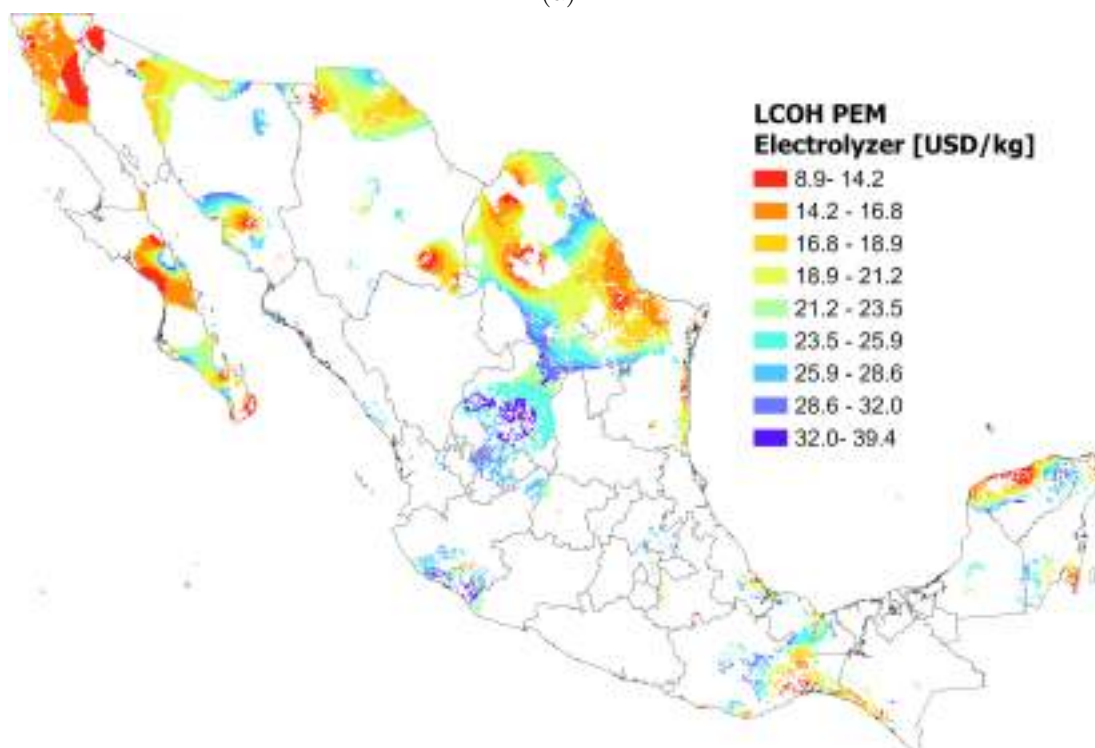 LCOH PEM
Electrolyzer [USD/kg]
8.9- 14.2
14.2 - 16.8
16.8 - 18.9
18.9 - 21.2
21.2 - 23.5
23.5 - 25.9
25.9 - 28.6
28.6 - 32.0
32.0- 39.4